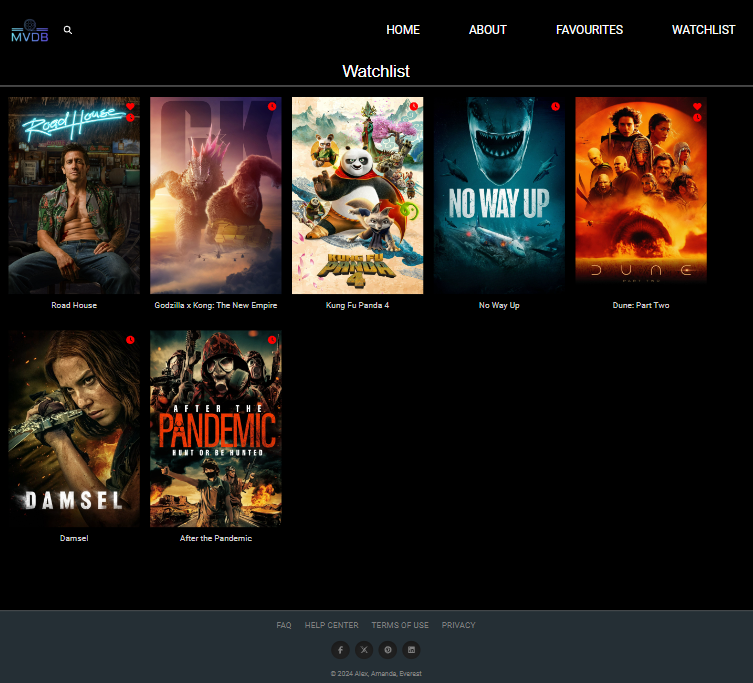 MVDB
HOME ABOUT FAVOURITES WATCHLIST
Watchlist
Road House
GK
NO WAY UP
KUNG FU
PANDA
4
DUNE
PART TWO
Road House
Godzilla x Kong: The New Empire
Kung Fu Panda 4
No Way Up
Dune: Part Two
DAMSEL
AFTER THE
PANDEMIC
HUNT OR BE HUNTED
Damsel
After the Pandemic
FAQ HELP CENTER TERMS OF USE PRIVACY
© 2024 Alex, Amanda, Everest